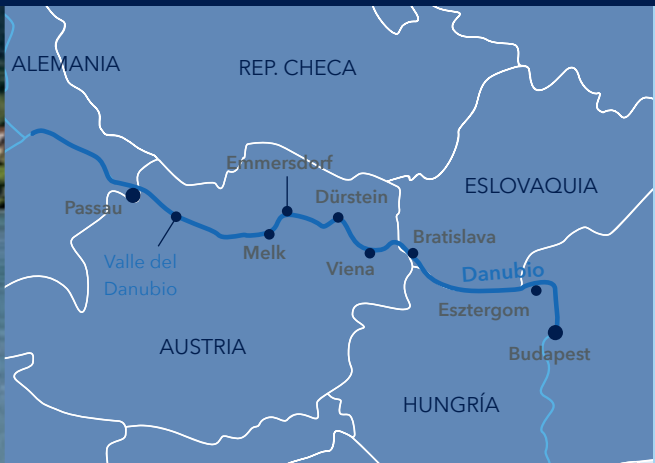 ALEMANIA
REP. CHECA
Emmersdorf
ESLOVAQUIA
Dürstein
Passau
Bratislava
Melk
Valle del
Danubio
Viena
Danubio
Esztergom
AUSTRIA
Budapest
HUNGRÍA